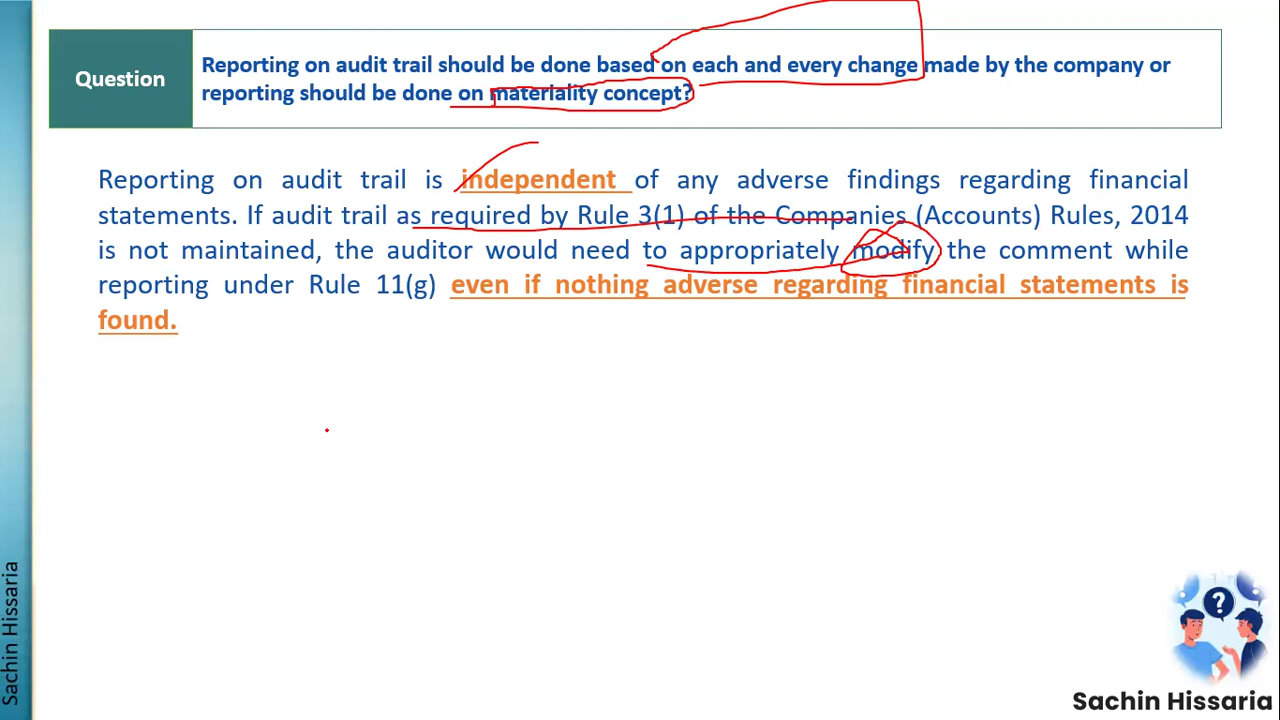 Question
Reporting on audit trail should be done based on each and every change made by the company or
reporting should be done on materiality concept?
Reporting on audit trail is independent of any adverse findings regarding financial
statements. If audit trail as required by Rule 3(1) of the Companies (Accounts) Rules, 2014
is not maintained, the auditor would need to appropriately modify the comment while
reporting under Rule 11(g) even if nothing adverse regarding financial statements is
found.
Sachin Hissaria
?
Sachin Hissaria